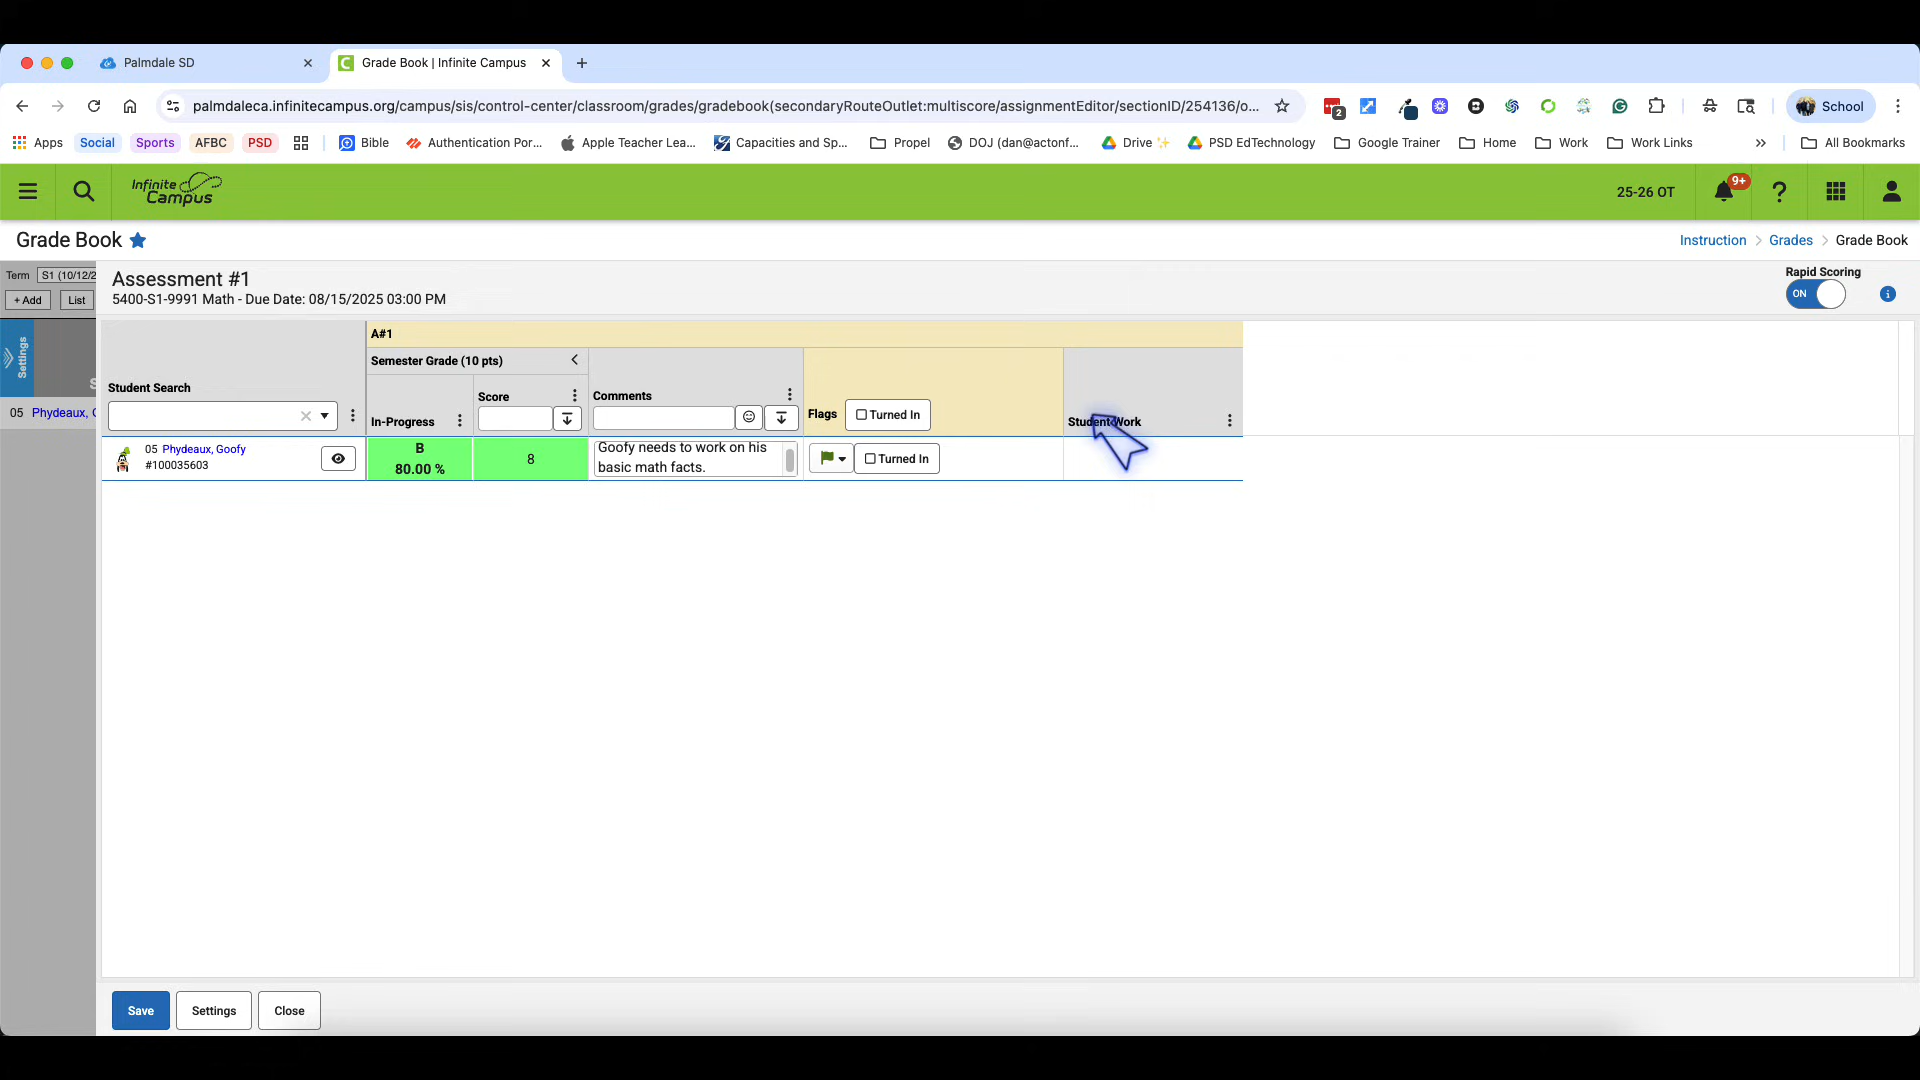 Palmdale SD
Grade Book | Infinite Campus
palmdaleca.infinitecampus.org/campus/sis/control-center/classroom/grades/gradebook(secondaryRouteOutlet:multiscore/assignmentEditor/sectionID/254136/o...
2
School
Apps
Social
Sports
AFBC
PSD
Bible
Authentication Por...
Apple Teacher Lea...
Capacities and Sp...
Propel
DOJ (dan@actonf...
Drive ✨
PSD EdTechnology
Google Trainer
Home
Work
Work Links
All Bookmarks
Infinite
Campus
25-26 OT
9+
Grade Book
Instruction > Grades > Grade Book
Term S1 (10/12/2
+ Add
List
Settings
S
05 Phydeaux, G
Assessment #1
5400-S1-9991 Math - Due Date: 08/15/2025 03:00 PM
Rapid Scoring
ON
A#1
Semester Grade (10 pts)
Student Search
In-Progress
Score
Comments
Flags
Turned In
Student Work
05 Phydeaux, Goofy
#100035603
B
80.00 %
8
Goofy needs to work on his
basic math facts.
Turned In
Save
Settings
Close